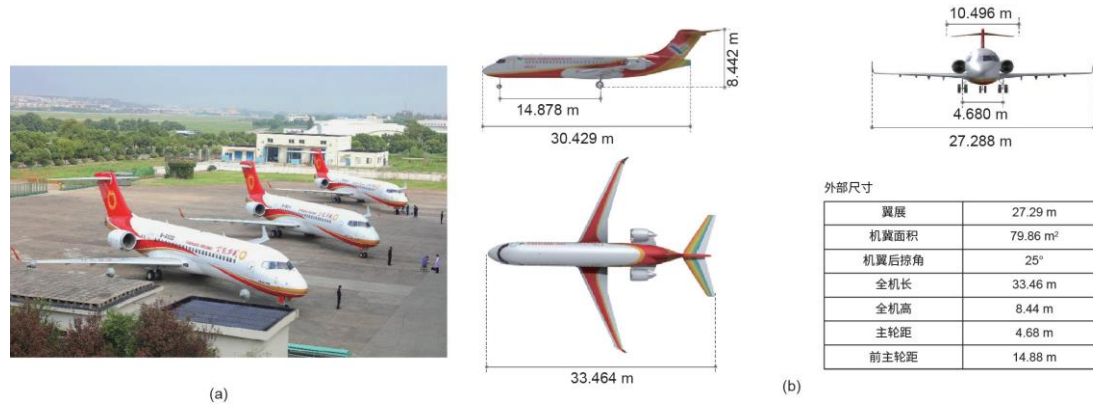 8.442 m
14.878 m
30.429 m
33.464 m
10.496 m
4.680 m
27.288 m
外部尺寸
翼展 27.29 m
机翼面积 79.86 m²
机翼后掠角 25°
全机长 33.46 m
全机高 8.44 m
主轮距 4.68 m
前主轮距 14.88 m
(a)
(b)